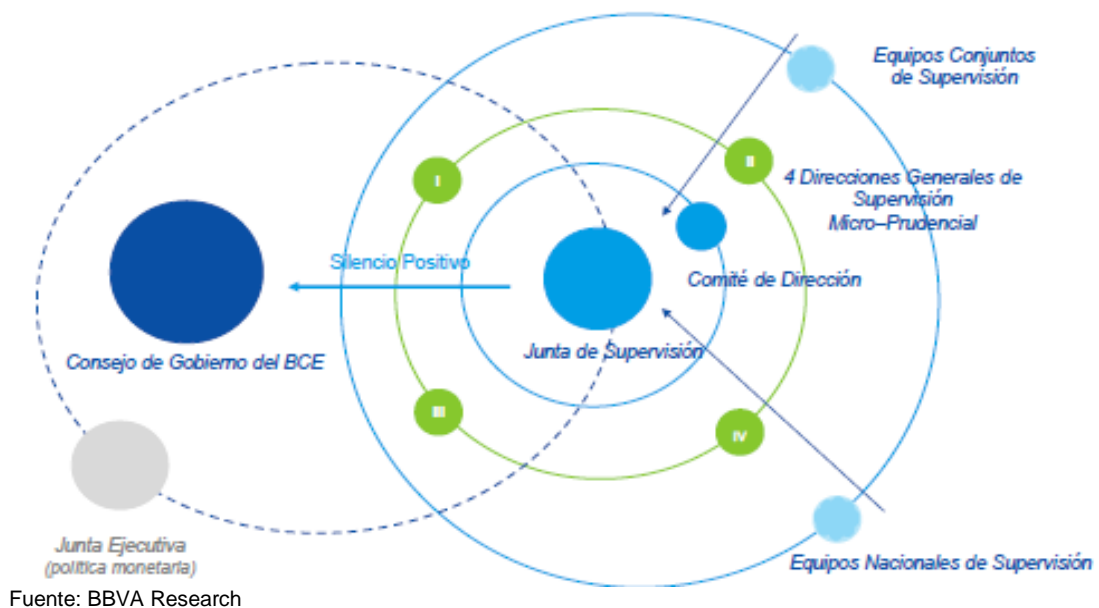 Equipos Conjuntos
de Supervisión
I
II
4 Direcciones Generales de
Supervisión
Micro–Prudencial
Silencio Positivo
Comité de Dirección
Junta de Supervisión
Consejo de Gobierno del BCE
III
IV
Junta Ejecutiva
(política monetaria)
Equipos Nacionales de Supervisión
Fuente: BBVA Research